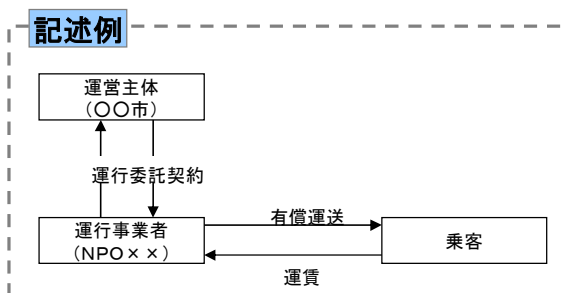 記述例
運営主体
(〇〇市)
運行委託契約
運行事業者
(NPO××)
有償運送
乗客
運賃